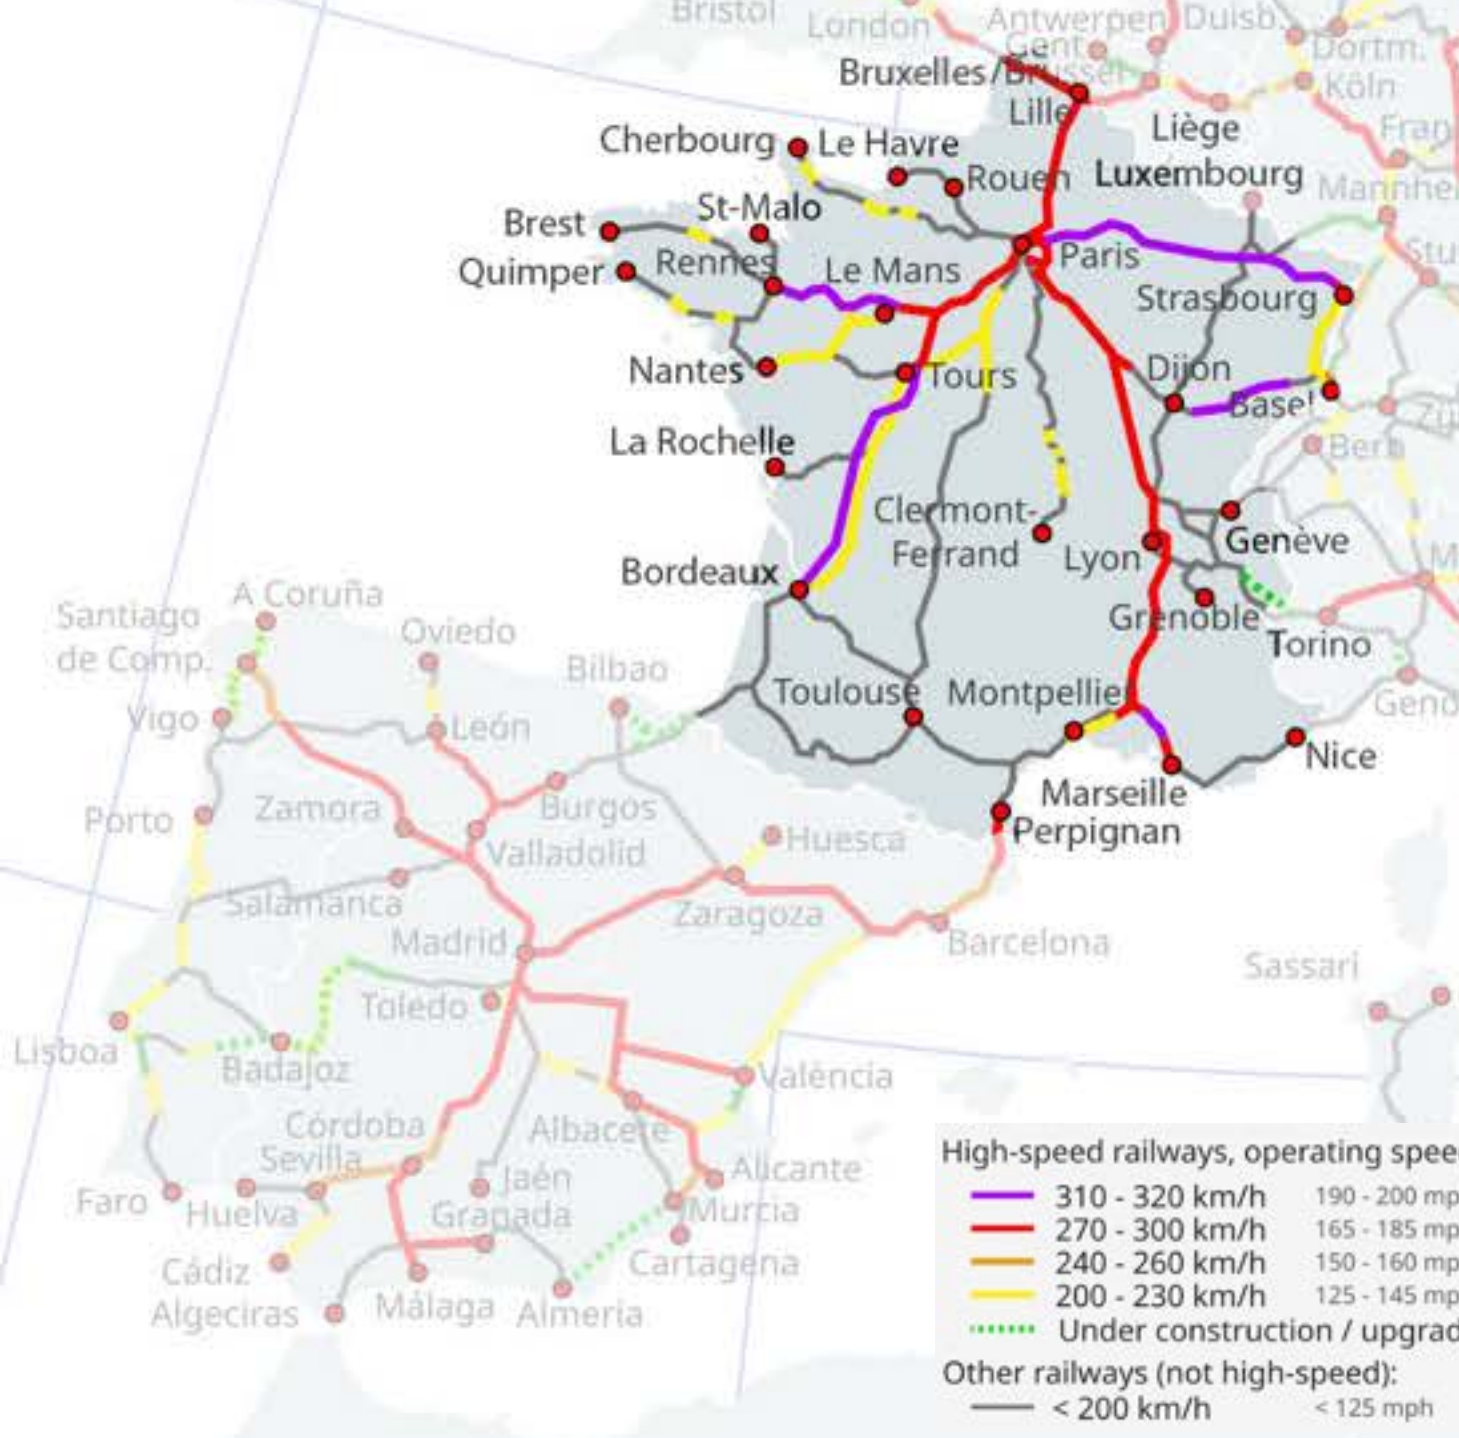 Bristol
London
Antwerpen
Duisb.
Gent
Dortm.
Bruxelles/Brussel
Köln
Lille
Liège
Fran
Cherbourg
Le Havre
Rouen
Luxembourg
Mannhe
St-Malo
Brest
Rennes
Le Mans
Paris
Stu
Quimper
Strasbourg
Nantes
Tours
Dijon
Basel
Zü
La Rochelle
Bern
Clermont-
Ferrand
Lyon
Genève
Bordeaux
M
Grenoble
Torino
A Coruña
Santiago
de Comp.
Oviedo
Bilbao
Toulouse
Montpellier
Geno
Vigo
León
Nice
Porto
Zamora
Burgos
Marseille
Perpignan
Valladolid
Huesca
Salamanca
Zaragoza
Madrid
Barcelona
Sassari
Toledo
Lisboa
Badajoz
València
Córdoba
Sevilla
Albacete
Jaén
Alicante
Faro
Huelva
Granada
Murcia
Cádiz
Cartagena
Algeciras
Málaga
Almería
High-speed railways, operating spee
310 - 320 km/h 190 - 200 mp
270 - 300 km/h 165 - 185 mp
240 - 260 km/h 150 - 160 mp
200 - 230 km/h 125 - 145 mp
Under construction / upgrad
Other railways (not high-speed):
< 200 km/h < 125 mph